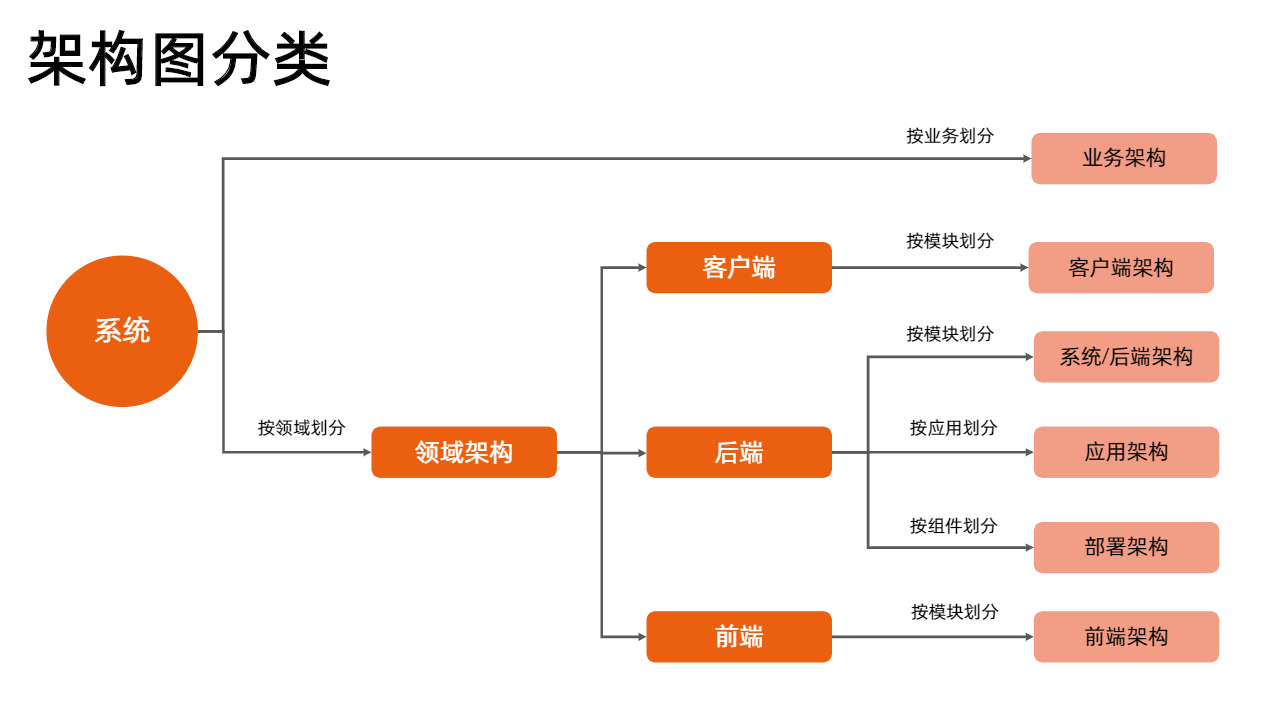 架构图分类
按业务划分
业务架构
按模块划分
客户端
客户端架构
系统
按模块划分
系统/后端架构
按领域划分
领域架构
后端
按应用划分
应用架构
按组件划分
部署架构
按模块划分
前端
前端架构